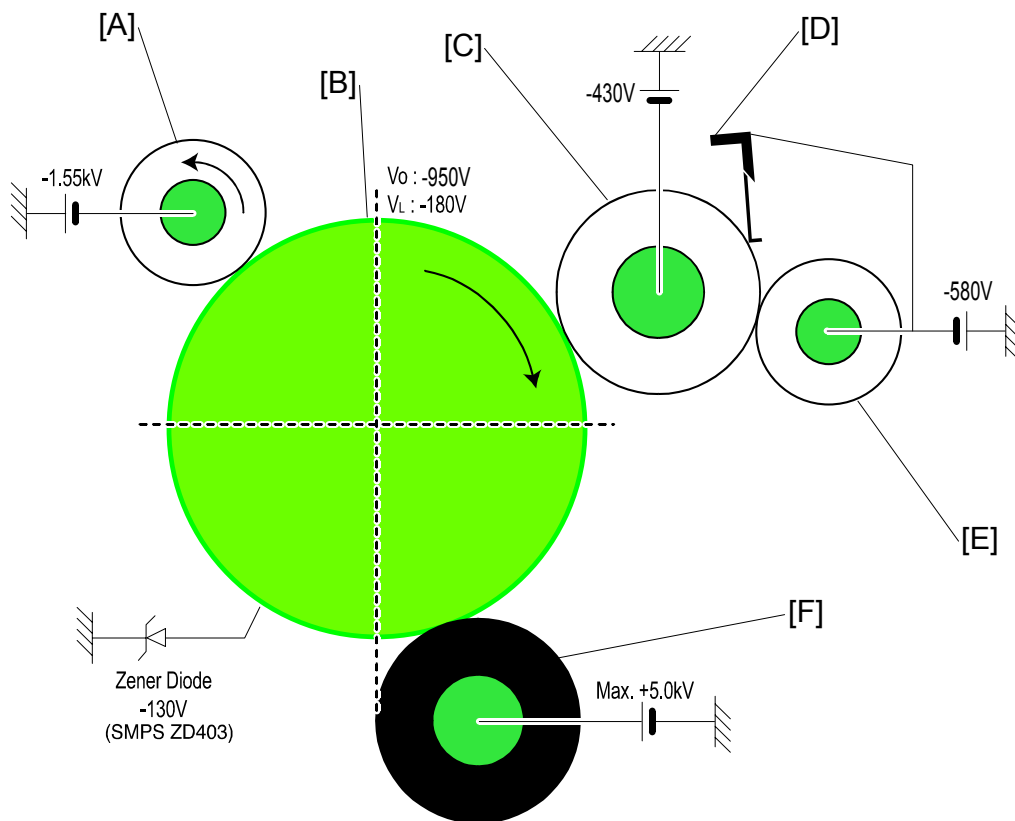 [A]
[B]
[C]
[D]
-430V
-1.55kV
Vo : -950V
VL : -180V
-580V
[E]
[F]
Zener Diode
-130V
(SMPS ZD403)
Max. +5.0kV